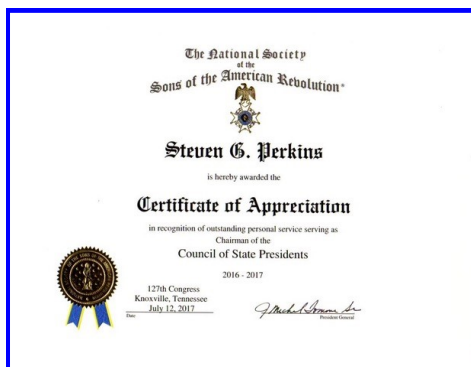 The National Society
of the
Sons of the American Revolution®
Steven G. Perkins
is hereby awarded the
Certificate of Appreciation
in recognition of outstanding personal service serving as
Chairman of the
Council of State Presidents
2016 - 2017
127th Congress
Knoxville, Tennessee
July 12, 2017
Date
President General